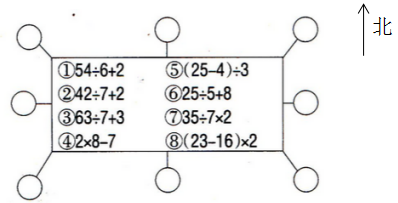 北
①54÷6+2 ⑤(25-4)÷3
②42÷7+2 ⑥25÷5+8
③63÷7+3 ⑦35÷7×2
④2×8-7 ⑧(23-16)×2